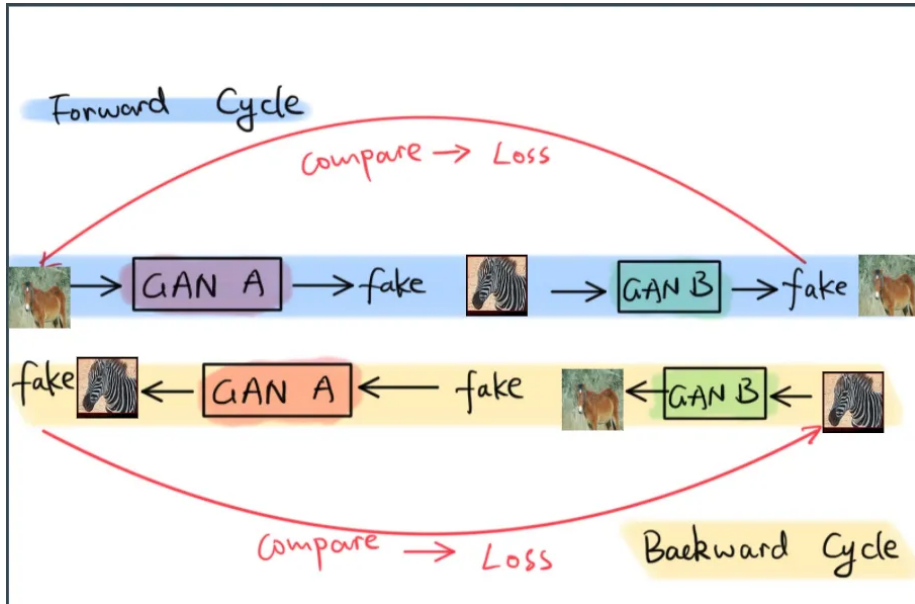 Forward Cycle
Compare → Loss
→ GAN A → fake → GAN B → fake
fake ← GAN A ← fake ← GAN B ←
Compare → Loss
Backward Cycle